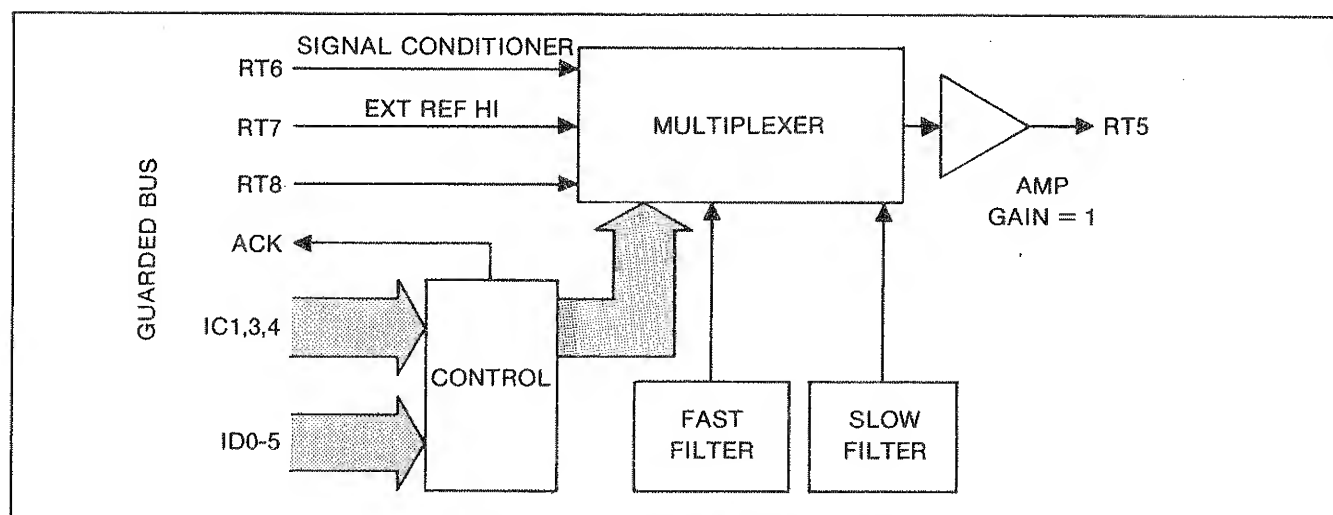 SIGNAL CONDITIONER
RT6
EXT REF HI
RT7
RT8
MULTIPLEXER
RT5
AMP
GAIN = 1
GUARDED BUS
ACK
IC1,3,4
CONTROL
ID0-5
FAST
FILTER
SLOW
FILTER